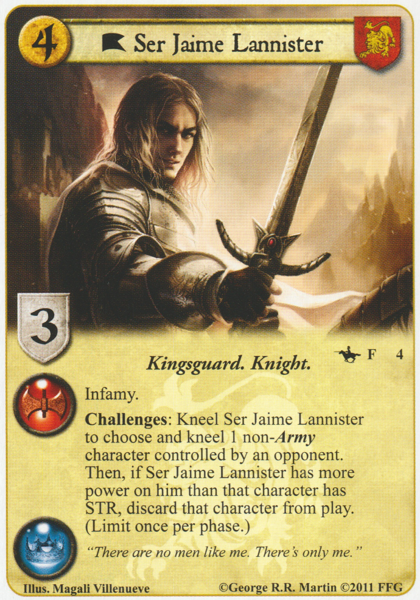 4 Ser Jaime Lannister
3
Kingsguard. Knight.
F 4
Infamy.
Challenges: Kneel Ser Jaime Lannister
to choose and kneel 1 non-Army
character controlled by an opponent.
Then, if Ser Jaime Lannister has more
power on him than that character has
STR, discard that character from play.
(Limit once per phase.)
“There are no men like me. There’s only me.”
Illus. Magali Villeneuve ©George R.R. Martin ©2011 FFG